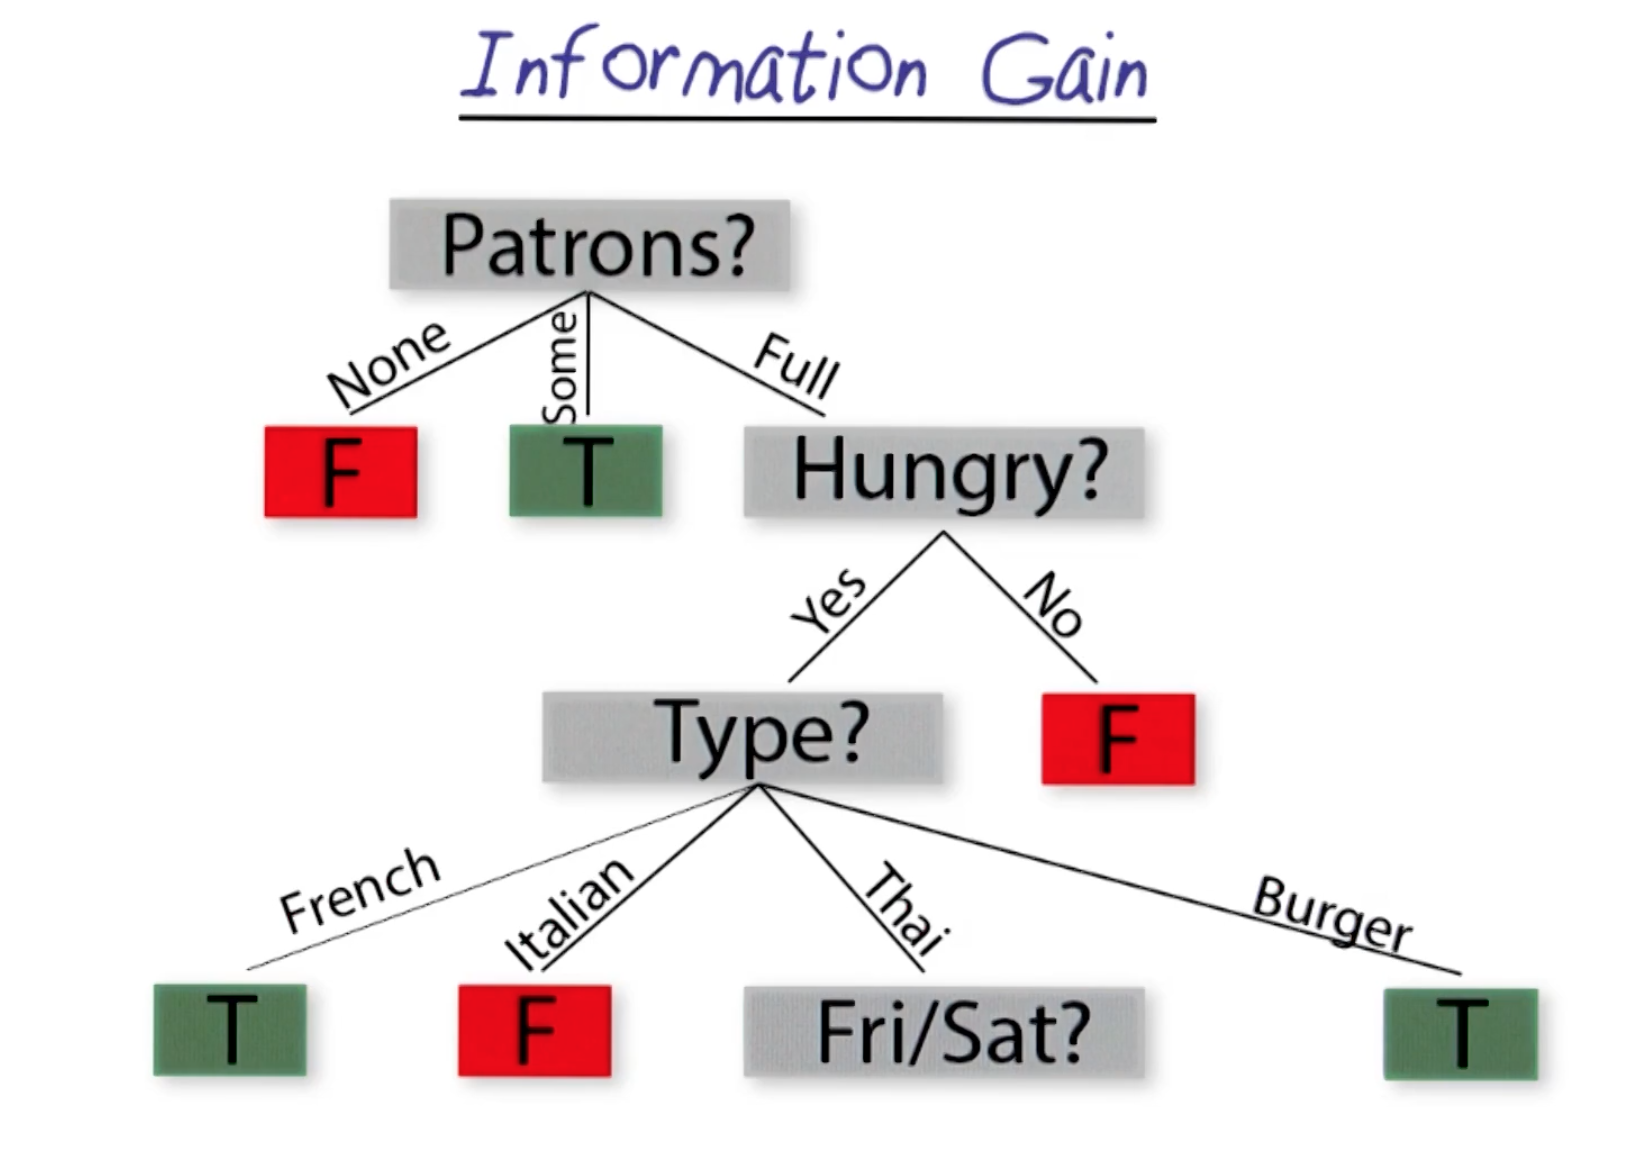 Information Gain
Patrons?
None
Some
Full
F
T
Hungry?
Yes
No
Type?
F
French
Italian
Thai
Burger
T
F
Fri/Sat?
T